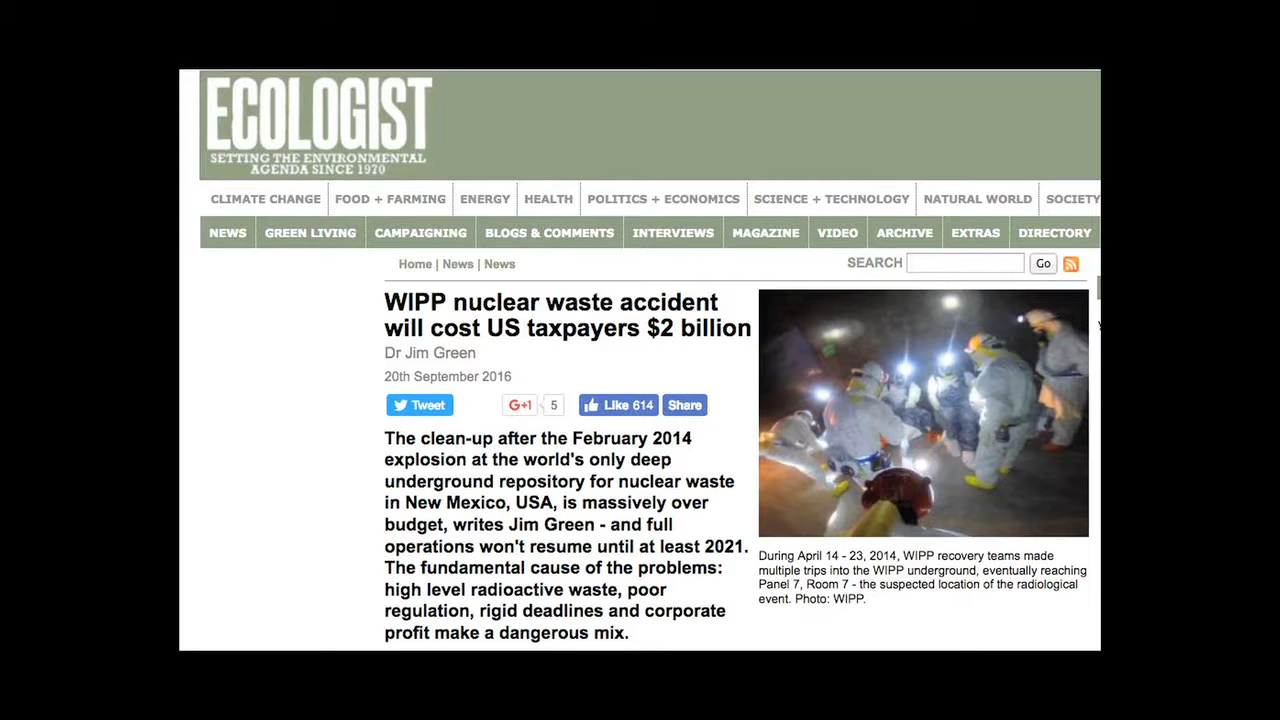 ECOLOGIST
SETTING THE ENVIRONMENTAL
AGENDA SINCE 1970
CLIMATE CHANGE FOOD + FARMING ENERGY HEALTH POLITICS + ECONOMICS SCIENCE + TECHNOLOGY NATURAL WORLD SOCIETY
NEWS GREEN LIVING CAMPAIGNING BLOGS & COMMENTS INTERVIEWS MAGAZINE VIDEO ARCHIVE EXTRAS DIRECTORY
Home | News | News SEARCH Go
WIPP nuclear waste accident
will cost US taxpayers $2 billion
Dr Jim Green
20th September 2016
Tweet G+1 5 Like 614 Share
The clean-up after the February 2014
explosion at the world's only deep
underground repository for nuclear waste
in New Mexico, USA, is massively over
budget, writes Jim Green - and full
operations won't resume until at least 2021.
The fundamental cause of the problems:
high level radioactive waste, poor
regulation, rigid deadlines and corporate
profit make a dangerous mix.
During April 14 - 23, 2014, WIPP recovery teams made
multiple trips into the WIPP underground, eventually reaching
Panel 7, Room 7 - the suspected location of the radiological
event. Photo: WIPP.